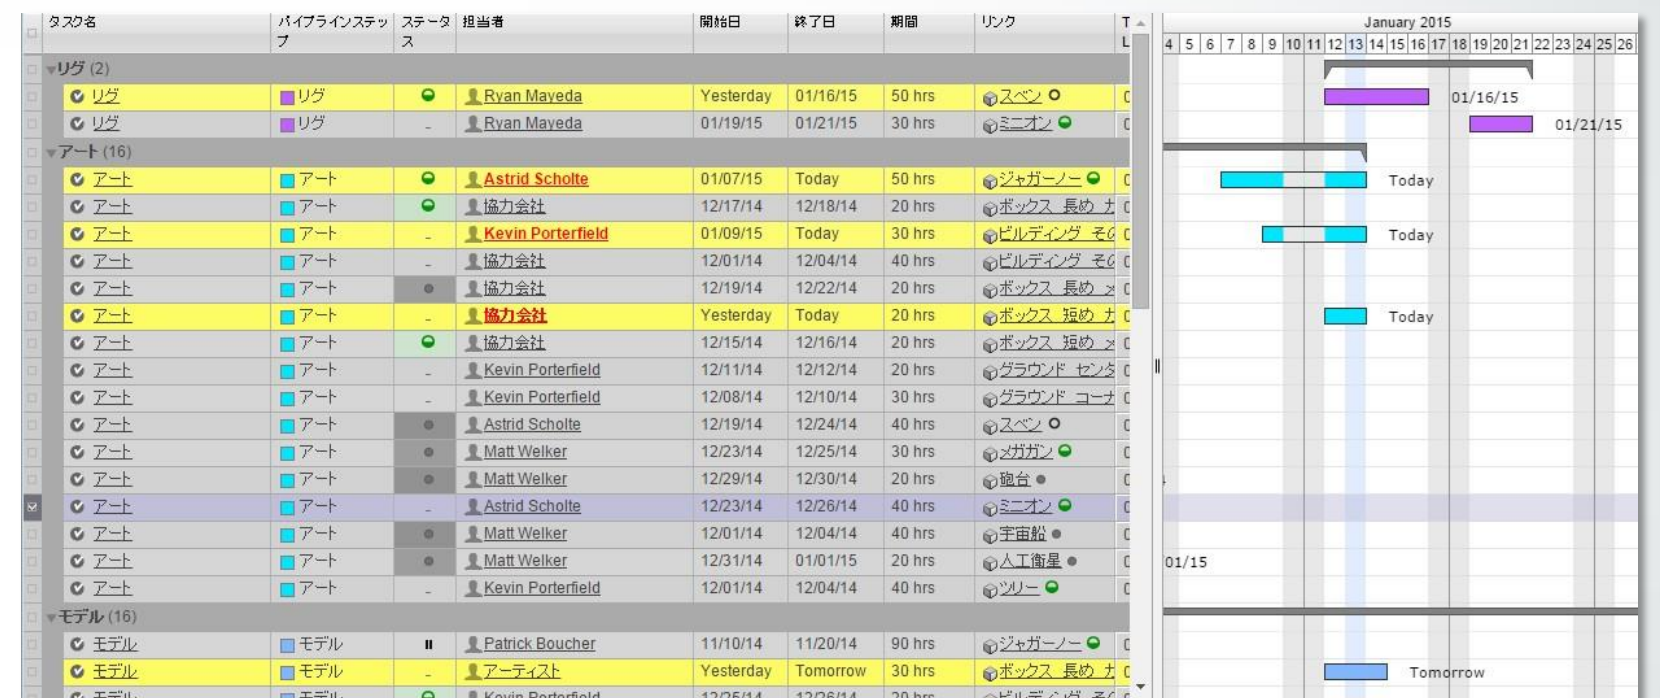 タスク名 パイプラインステップ ステータス 担当者 開始日 終了日 期間 リンク January 2015
4 5 6 7 8 9 10 11 12 13 14 15 16 17 18 19 20 21 22 23 24 25 26
リグ (2)
リグ リグ Ryan Mayeda Yesterday 01/16/15 50 hrs スベン 01/16/15
リグ リグ Ryan Mayeda 01/19/15 01/21/15 30 hrs ミニオン 01/21/15
アート (16)
アート アート Astrid Scholte 01/07/15 Today 50 hrs ジャガーノー Today
アート アート 協力会社 12/17/14 12/18/14 20 hrs ボックス 長め
アート アート Kevin Porterfield 01/09/15 Today 30 hrs ビルディング その Today
アート アート 協力会社 12/01/14 12/04/14 40 hrs ビルディング その
アート アート 協力会社 12/19/14 12/22/14 20 hrs ボックス 長め
アート アート 協力会社 Yesterday Today 20 hrs ボックス 短め Today
アート アート 協力会社 12/15/14 12/16/14 20 hrs ボックス 短め
アート アート Kevin Porterfield 12/11/14 12/12/14 20 hrs グラウンド センタ
アート アート Kevin Porterfield 12/08/14 12/10/14 30 hrs グラウンド コーナ
アート アート Astrid Scholte 12/19/14 12/24/14 40 hrs スベン
アート アート Matt Welker 12/23/14 12/25/14 30 hrs メガガン
アート アート Matt Welker 12/29/14 12/30/14 20 hrs 砲台
アート アート Astrid Scholte 12/23/14 12/26/14 40 hrs ミニオン
アート アート Matt Welker 12/01/14 12/04/14 40 hrs 宇宙船
アート アート Matt Welker 12/31/14 01/01/15 20 hrs 人工衛星 01/15
アート アート Kevin Porterfield 12/01/14 12/04/14 40 hrs ツリー
モデル (16)
モデル モデル Patrick Boucher 11/10/14 11/20/14 90 hrs ジャガーノー
モデル モデル アーティスト Yesterday Tomorrow 30 hrs ボックス 長め Tomorrow